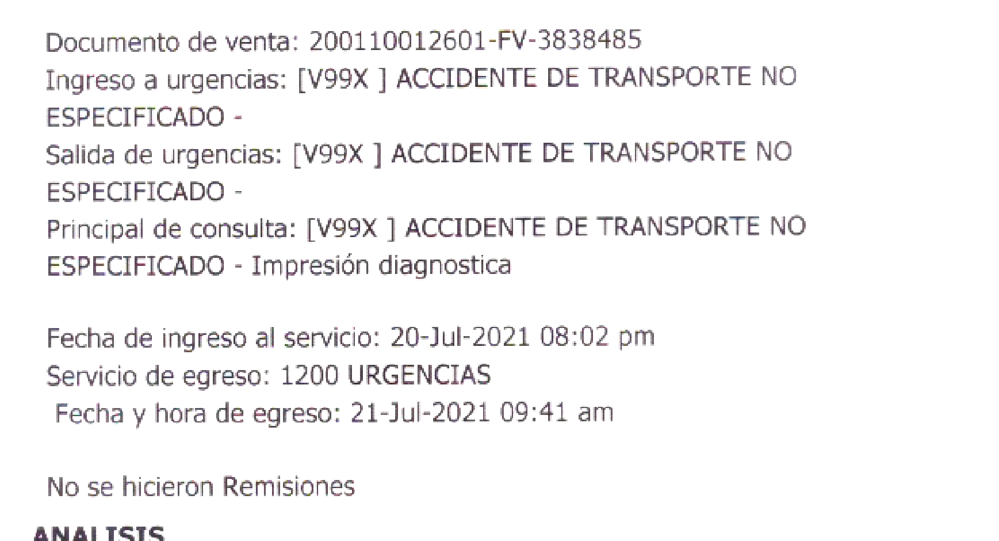 Documento de venta: 200110012601-FV-3838485
Ingreso a urgencias: [V99X ] ACCIDENTE DE TRANSPORTE NO
ESPECIFICADO -
Salida de urgencias: [V99X ] ACCIDENTE DE TRANSPORTE NO
ESPECIFICADO -
Principal de consulta: [V99X ] ACCIDENTE DE TRANSPORTE NO
ESPECIFICADO - Impresión diagnostica
Fecha de ingreso al servicio: 20-Jul-2021 08:02 pm
Servicio de egreso: 1200 URGENCIAS
Fecha y hora de egreso: 21-Jul-2021 09:41 am
No se hicieron Remisiones
ANALISIS